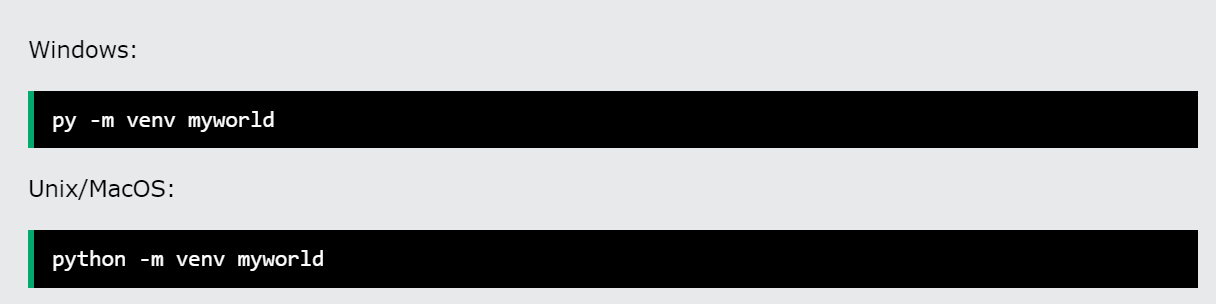 Windows:
py -m venv myworld
Unix/MacOS:
python -m venv myworld